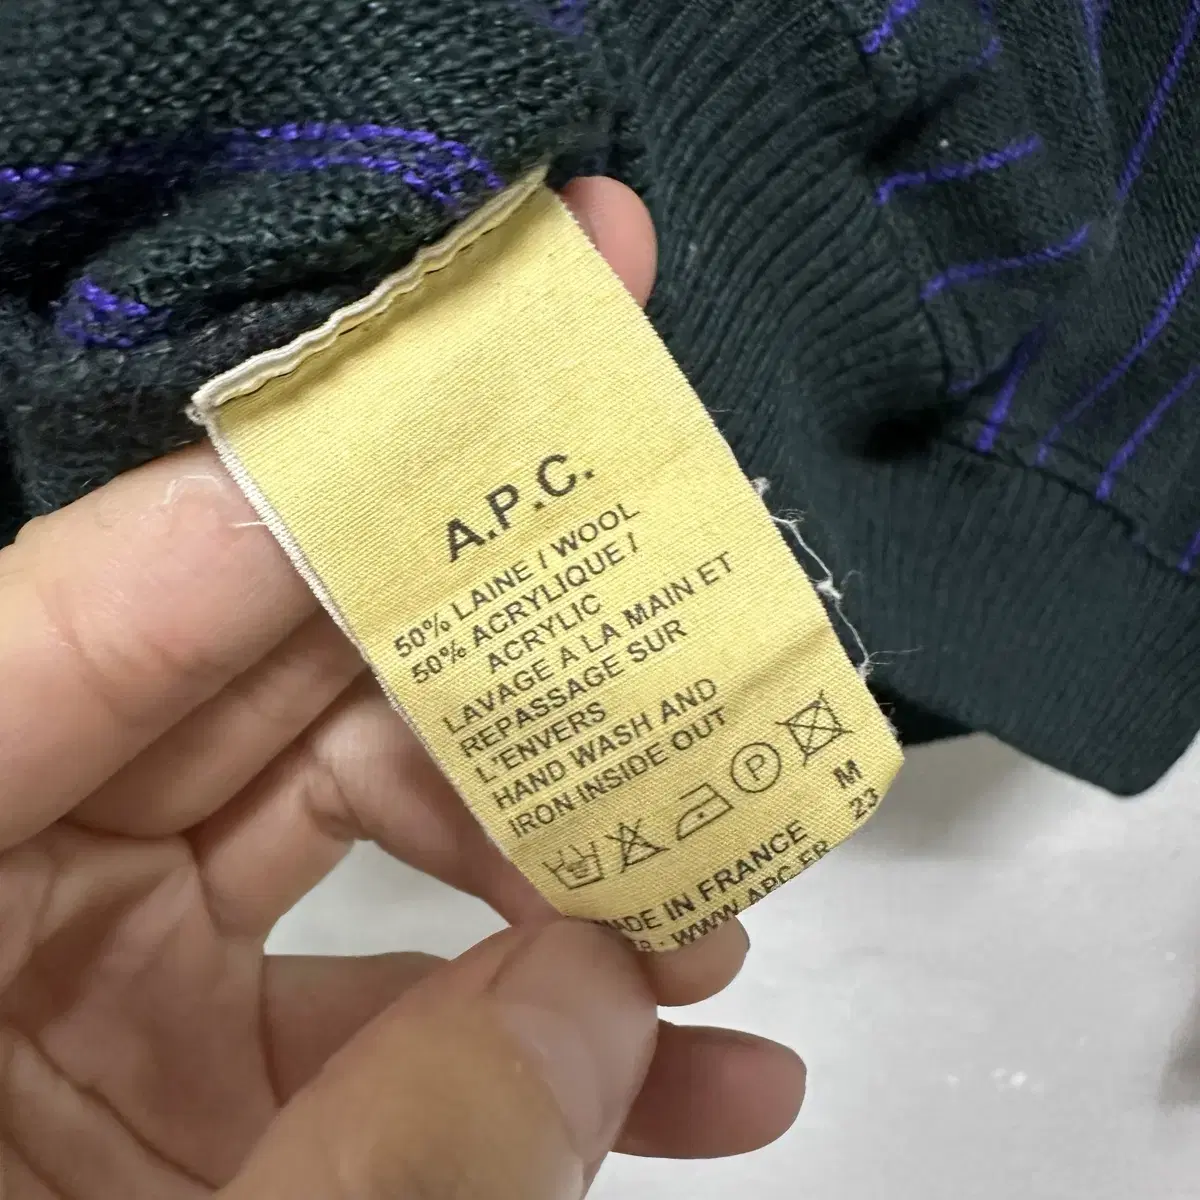 A.P.C.
50% LAINE / WOOL
50% ACRYLIQUE /
ACRYLIC
LAVAGE A LA MAIN ET
REPASSAGE SUR
L'ENVERS
HAND WASH AND
IRON INSIDE OUT
P
M
23
MADE IN FRANCE
WWW.APC.FR